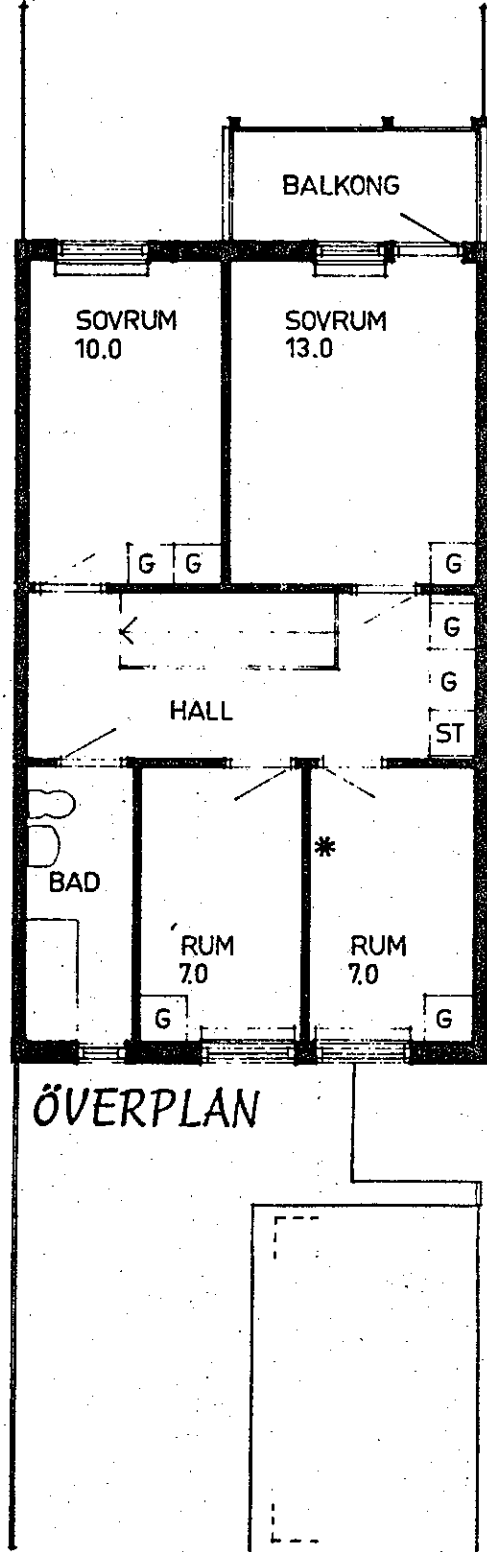 BALKONG
SOVRUM
10.0
SOVRUM
13.0
G
G
G
G
G
HALL
ST
*
BAD
RUM
7.0
RUM
7.0
G
G
ÖVERPLAN